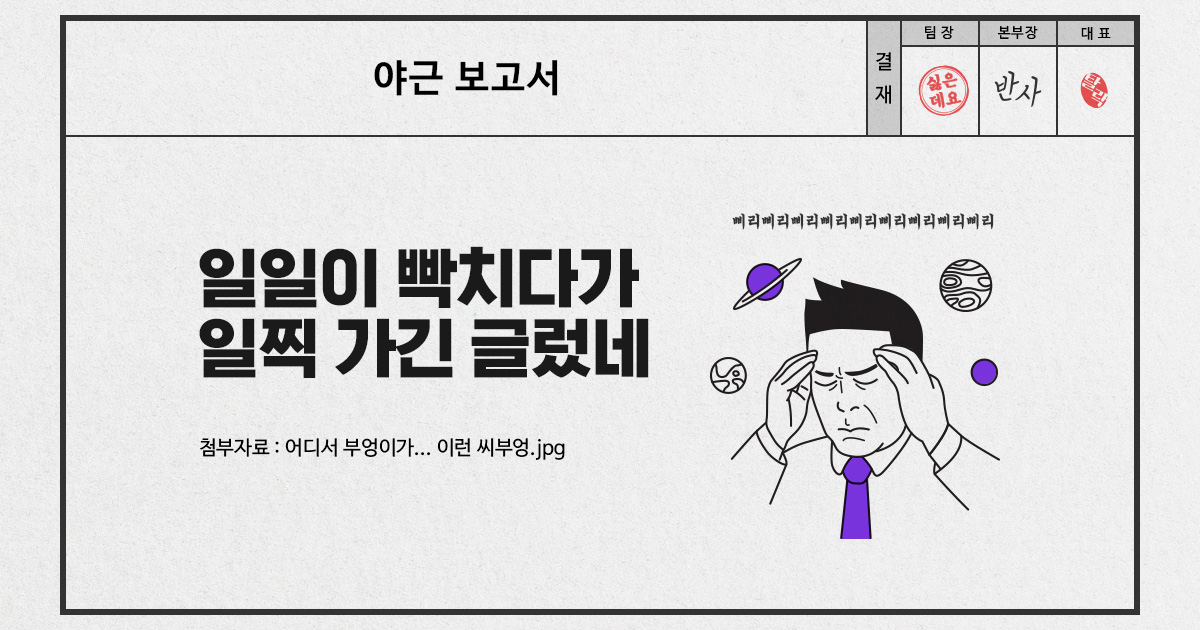 야근 보고서
결재
팀 장
본부장
대 표
싫은
데요
반사
클릭
삐리삐리삐리삐리삐리삐리삐리삐리삐리
일일이 빡치다가
일찍 가긴 글렀네
첨부자료 : 어디서 부엉이가... 이런 씨부엉.jpg